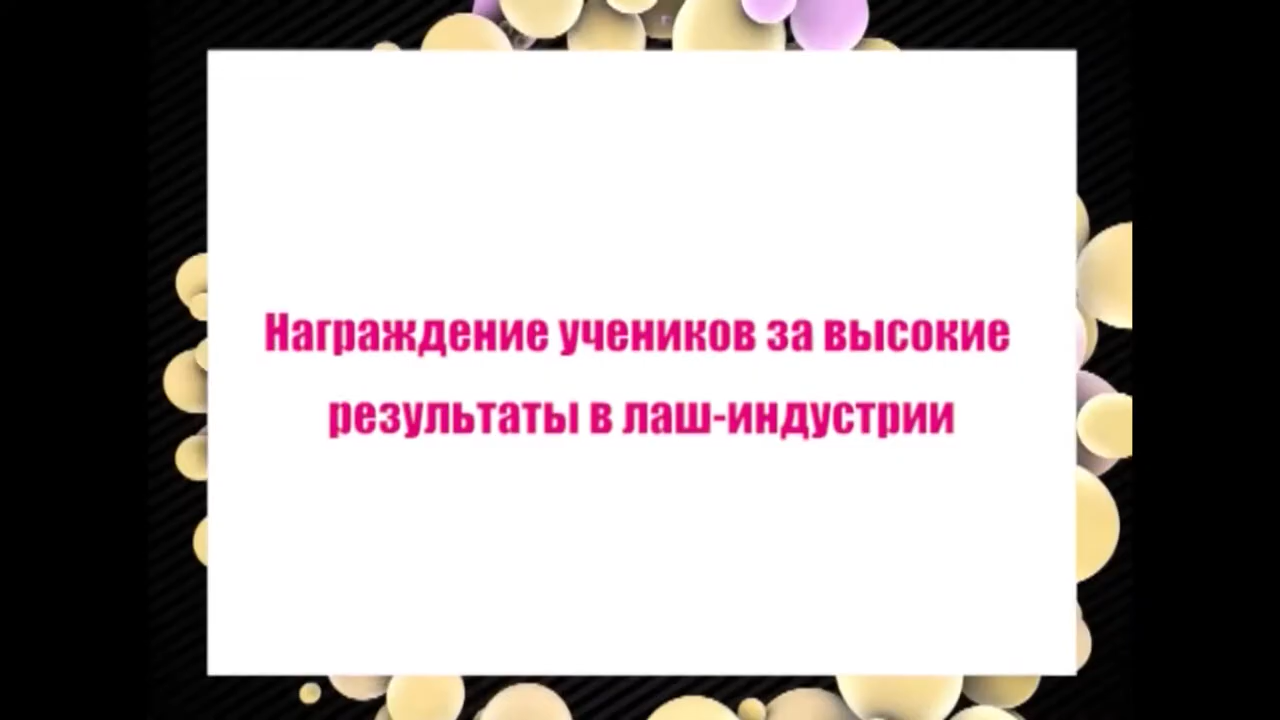 Награждение учеников за высокие
результаты в лаш-индустрии